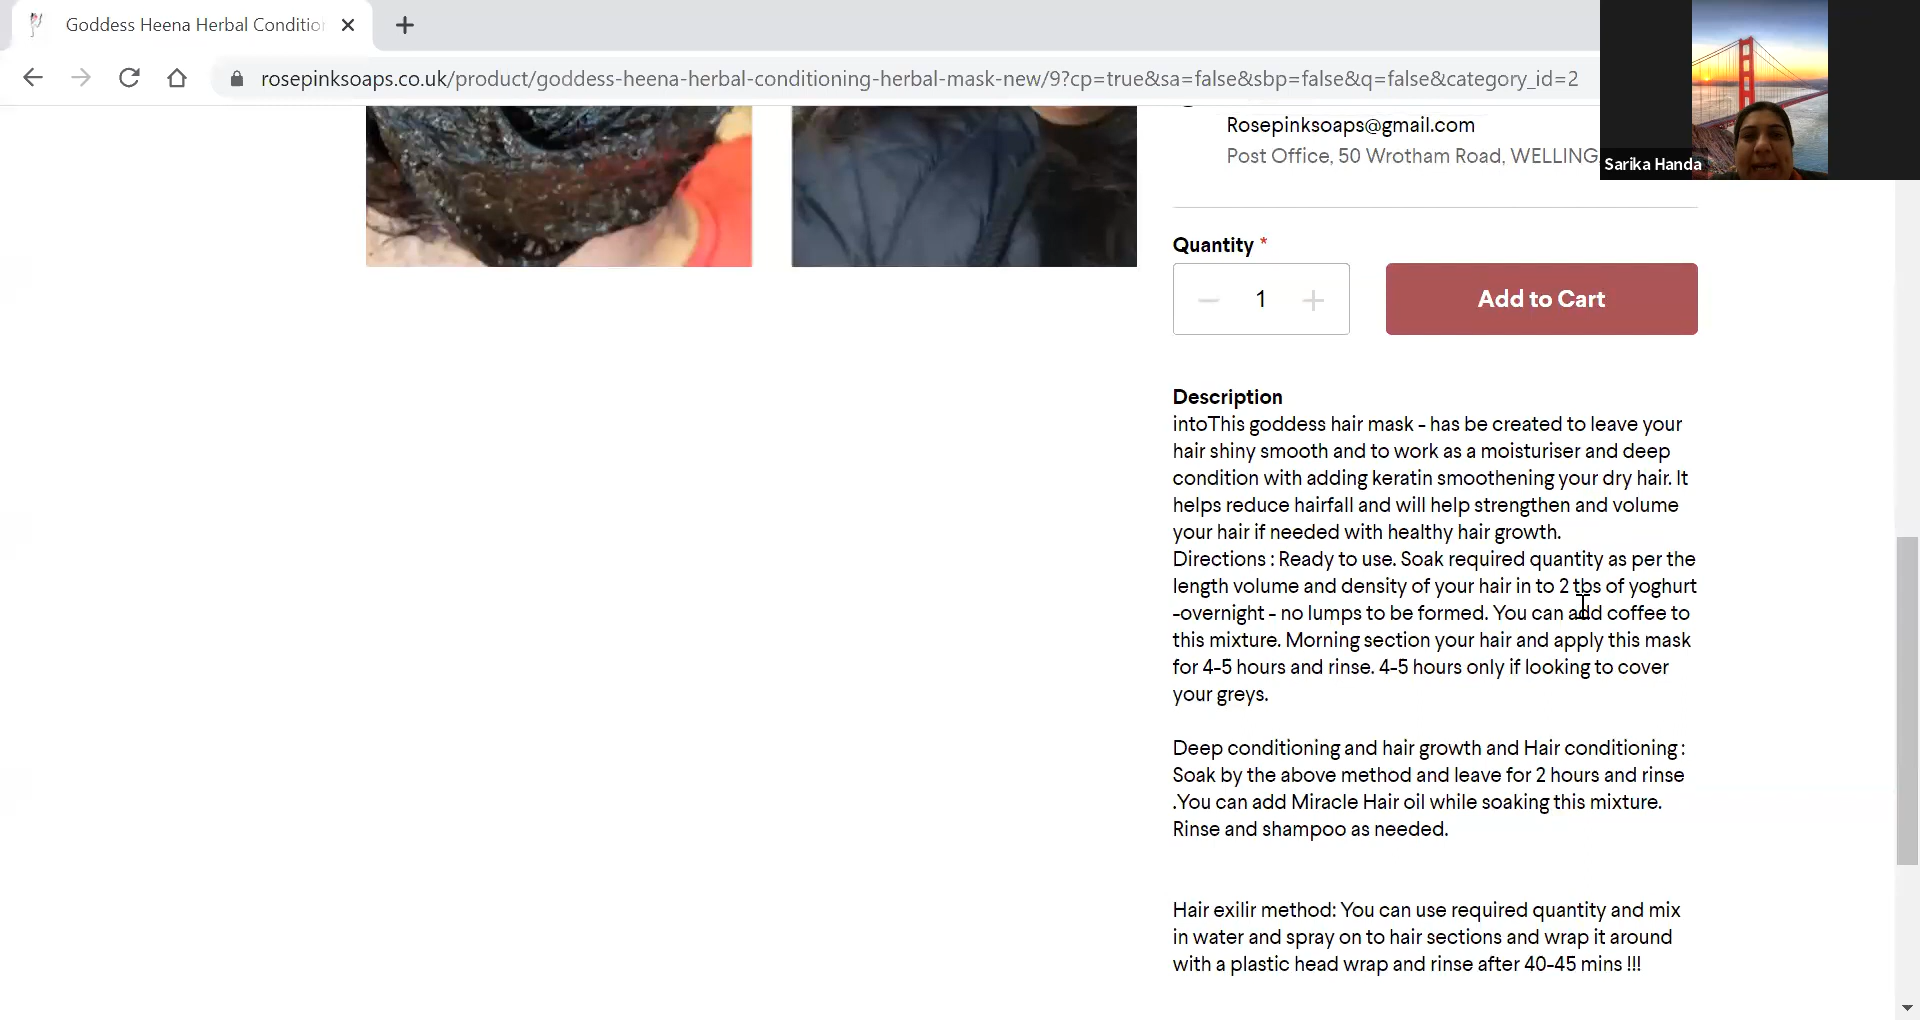 Goddess Heena Herbal Conditio
rosepinksoaps.co.uk/product/goddess-heena-herbal-conditioning-herbal-mask-new/9?cp=true&sa=false&sbp=false&q=false&category_id=2
Rosepinksoaps@gmail.com
Post Office, 50 Wrotham Road, WELLING,
Sarika Handa
Quantity *
1
Add to Cart
Description
intoThis goddess hair mask - has be created to leave your
hair shiny smooth and to work as a moisturiser and deep
condition with adding keratin smoothening your dry hair. It
helps reduce hairfall and will help strengthen and volume
your hair if needed with healthy hair growth.
Directions : Ready to use. Soak required quantity as per the
length volume and density of your hair in to 2 tbs of yoghurt
-overnight - no lumps to be formed. You can add coffee to
this mixture. Morning section your hair and apply this mask
for 4-5 hours and rinse. 4-5 hours only if looking to cover
your greys.
Deep conditioning and hair growth and Hair conditioning :
Soak by the above method and leave for 2 hours and rinse
.You can add Miracle Hair oil while soaking this mixture.
Rinse and shampoo as needed.
Hair exilir method: You can use required quantity and mix
in water and spray on to hair sections and wrap it around
with a plastic head wrap and rinse after 40-45 mins !!!